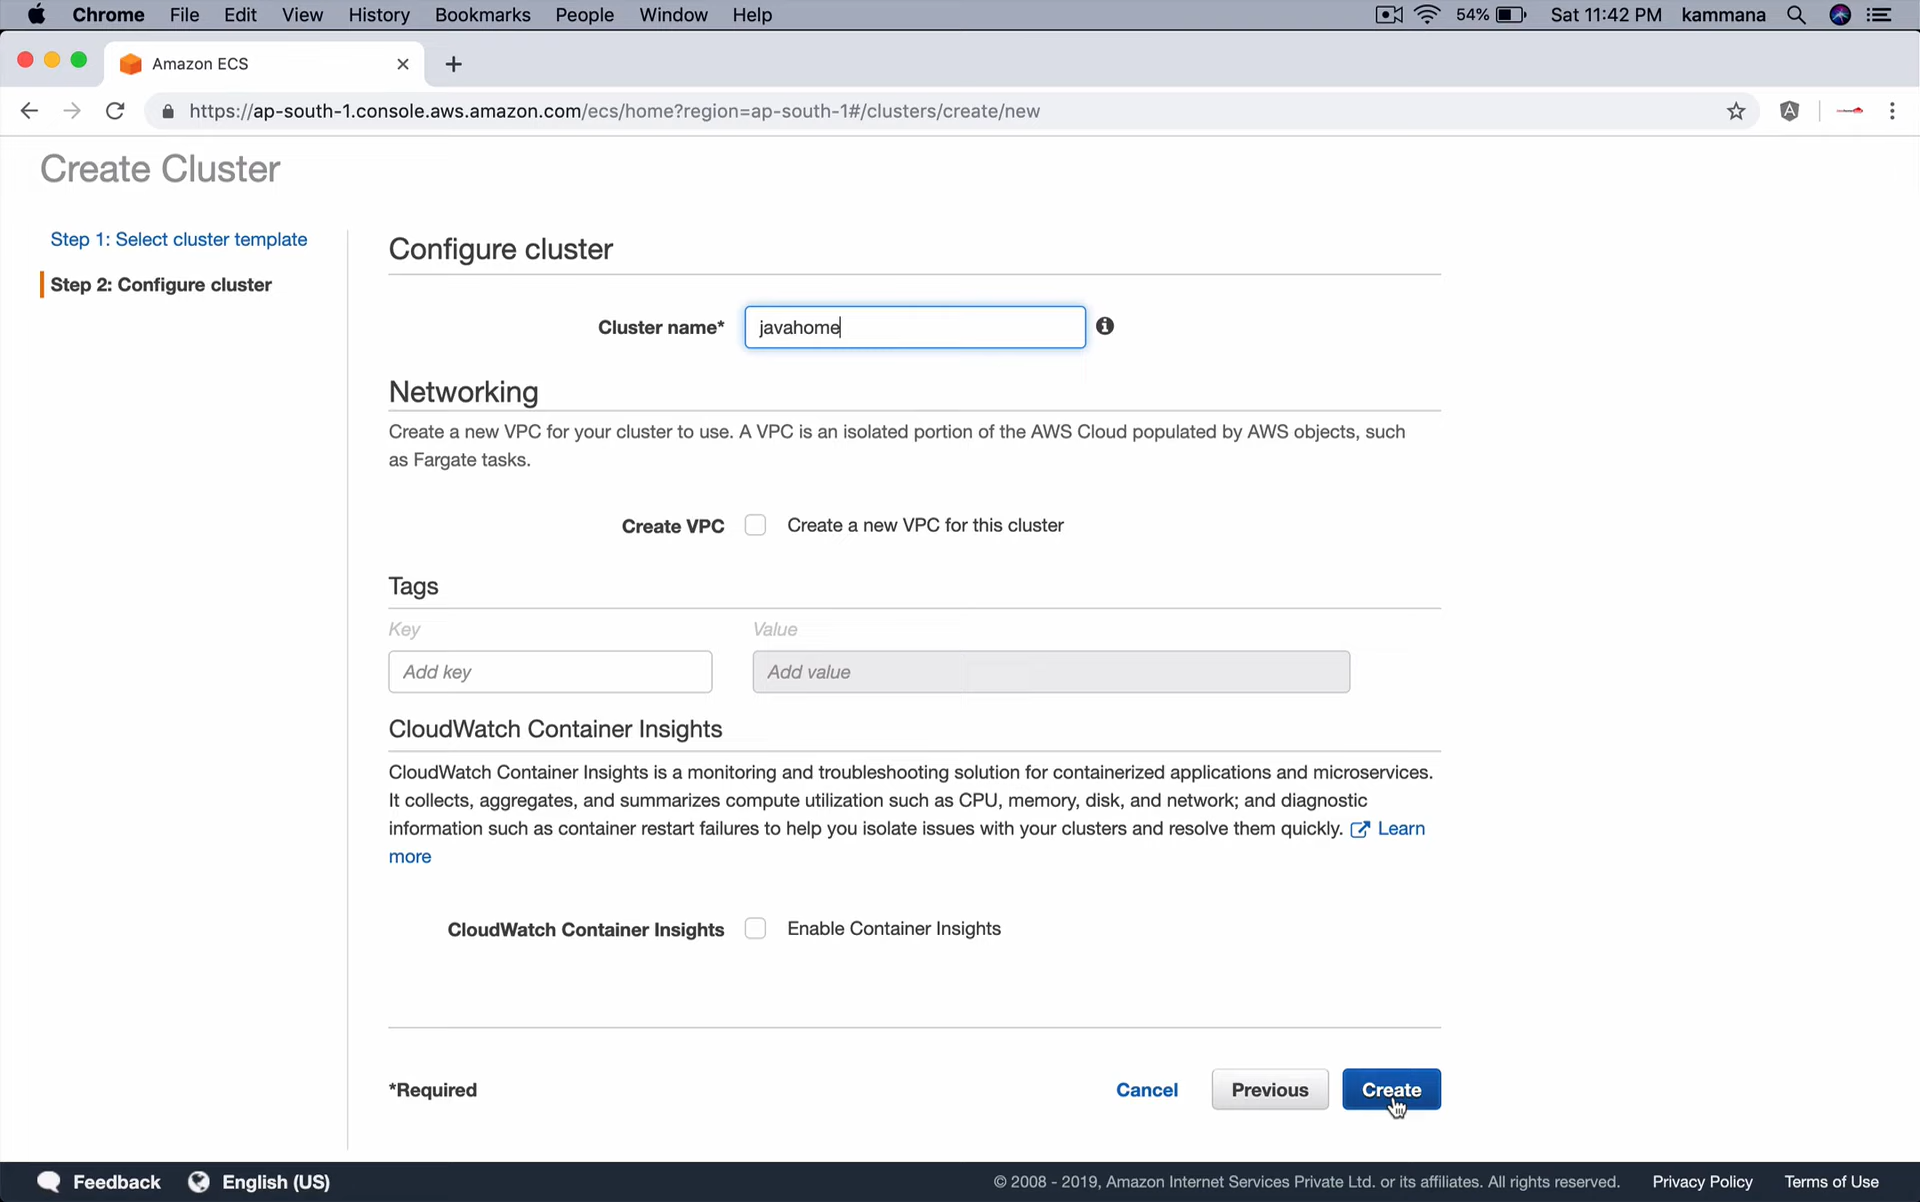 Chrome File Edit View History Bookmarks People Window Help 54% Sat 11:42 PM kammana
Amazon ECS
https://ap-south-1.console.aws.amazon.com/ecs/home?region=ap-south-1#/clusters/create/new
Create Cluster
Step 1: Select cluster template
Step 2: Configure cluster
Configure cluster
Cluster name* javahome
Networking
Create a new VPC for your cluster to use. A VPC is an isolated portion of the AWS Cloud populated by AWS objects, such
as Fargate tasks.
Create VPC Create a new VPC for this cluster
Tags
Key Value
Add key Add value
CloudWatch Container Insights
CloudWatch Container Insights is a monitoring and troubleshooting solution for containerized applications and microservices.
It collects, aggregates, and summarizes compute utilization such as CPU, memory, disk, and network; and diagnostic
information such as container restart failures to help you isolate issues with your clusters and resolve them quickly. Learn
more
CloudWatch Container Insights Enable Container Insights
*Required Cancel Previous Create
Feedback English (US) © 2008 - 2019, Amazon Internet Services Private Ltd. or its affiliates. All rights reserved. Privacy Policy Terms of Use